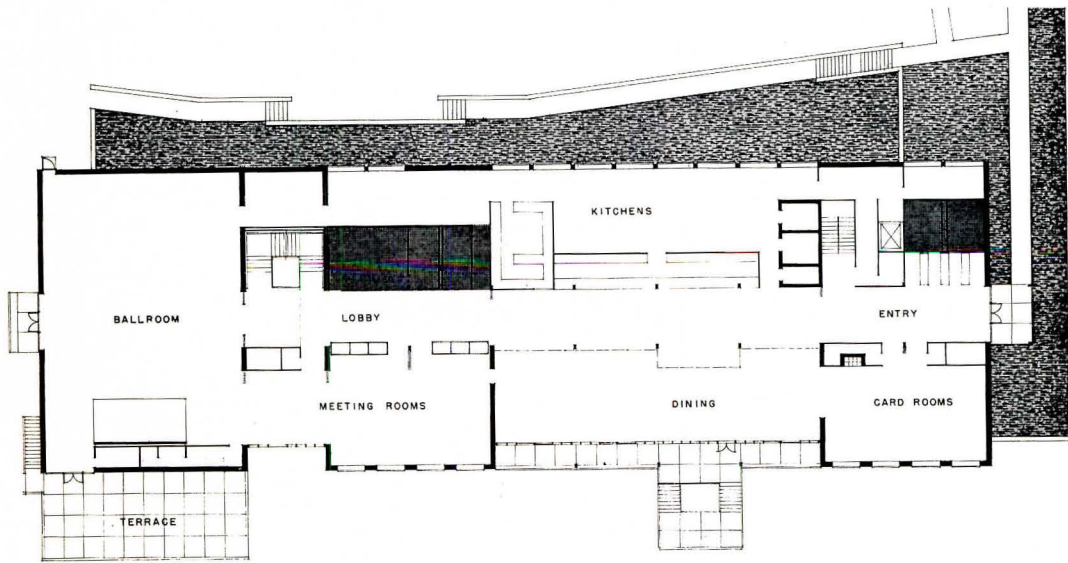 KITCHENS
BALLROOM
LOBBY
ENTRY
MEETING ROOMS
DINING
CARD ROOMS
TERRACE